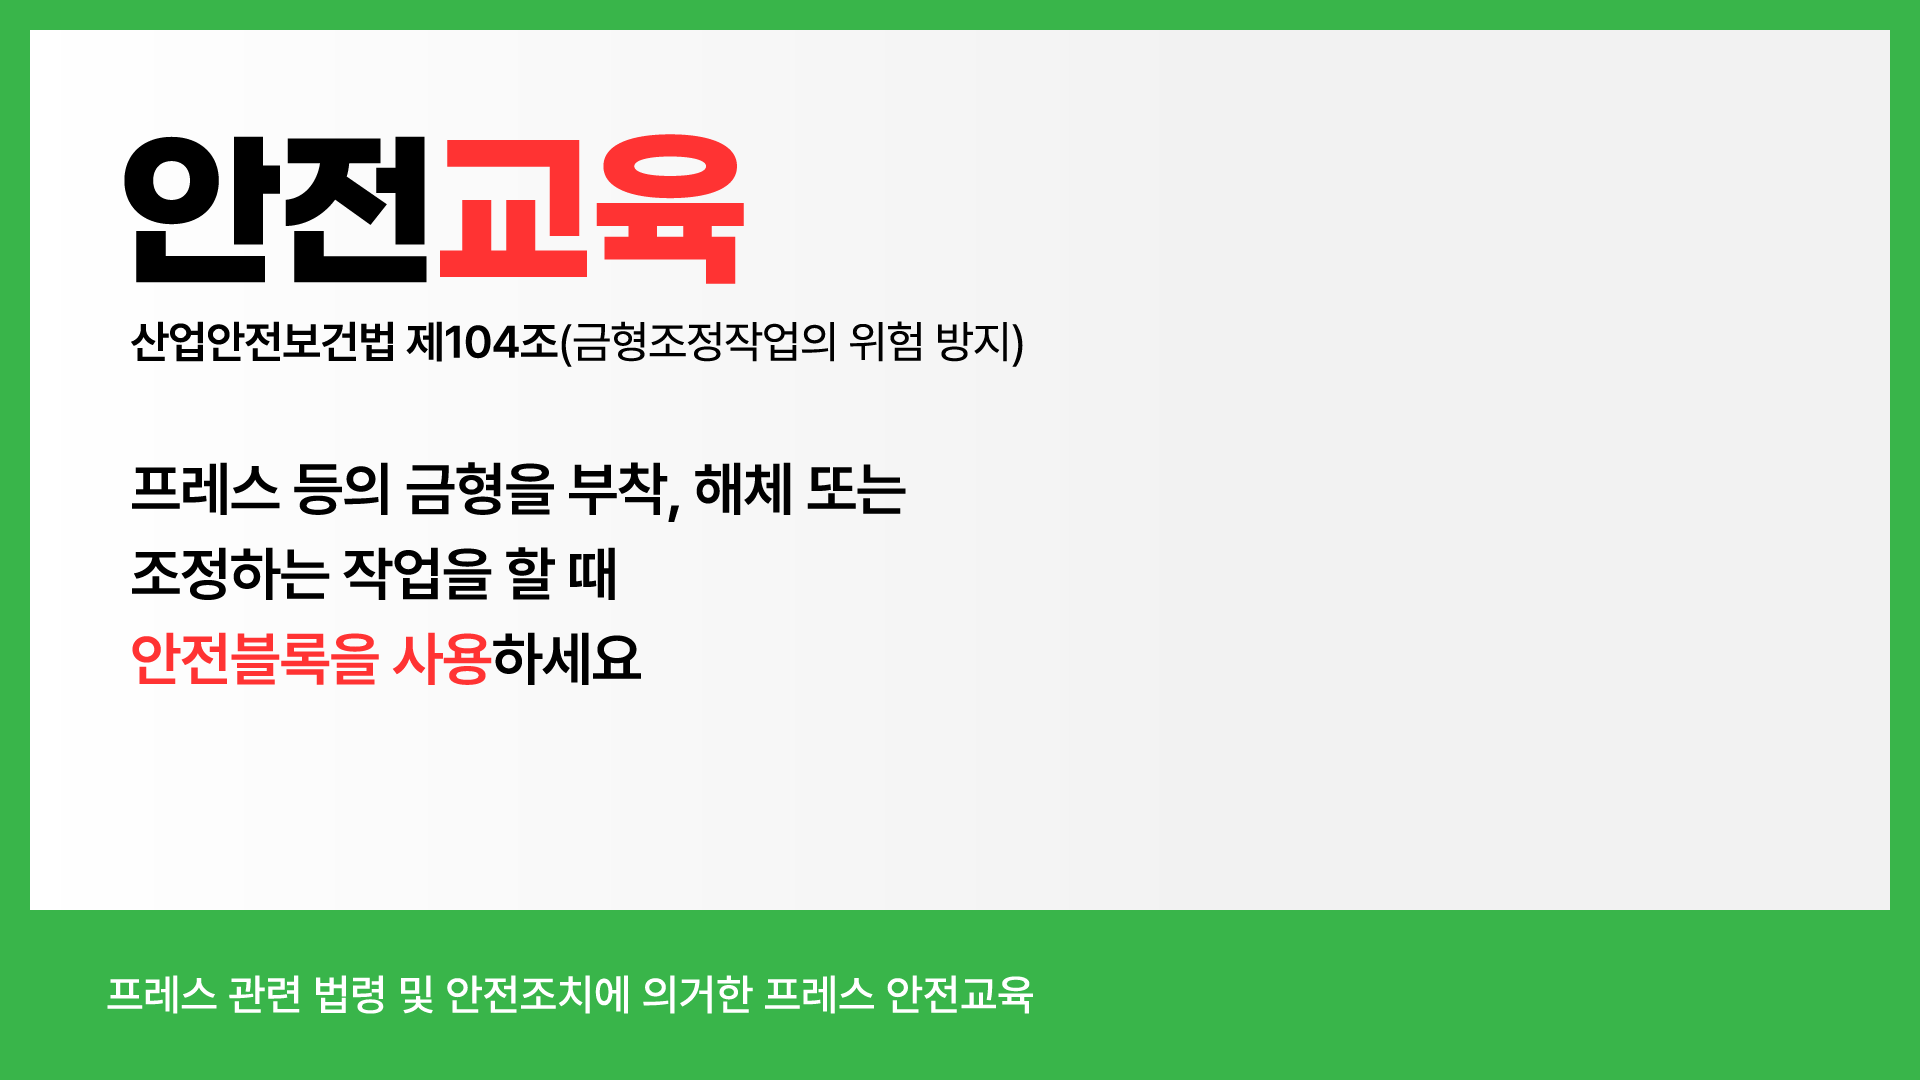 안전교육
산업안전보건법 제104조(금형조정작업의 위험 방지)
프레스 등의 금형을 부착, 해체 또는
조정하는 작업을 할 때
안전블록을 사용하세요
프레스 관련 법령 및 안전조치에 의거한 프레스 안전교육